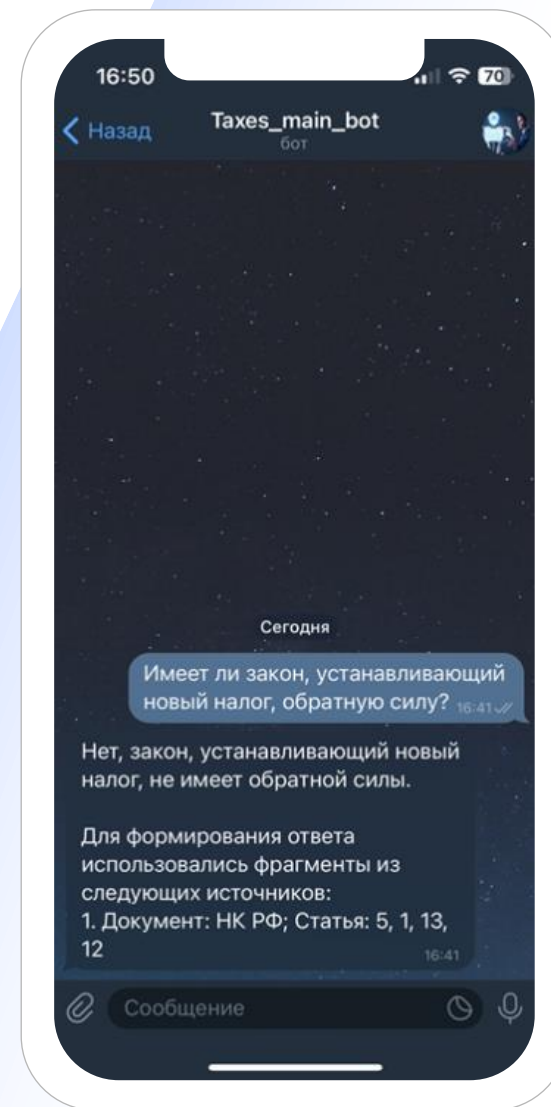 16:50
70
Назад
Taxes_main_bot
бот
Сегодня
Имеет ли закон, устанавливающий
новый налог, обратную силу? 16:41
Нет, закон, устанавливающий новый
налог, не имеет обратной силы.
Для формирования ответа
использовались фрагменты из
следующих источников:
1. Документ: НК РФ; Статья: 5, 1, 13,
12
16:41
Сообщение